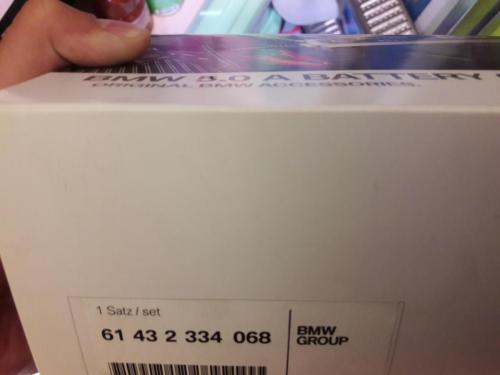 BMW 5.0 A BATTERY
ORIGINAL BMW ACCESSORIES.
1 Satz / set
61 43 2 334 068
BMW
GROUP